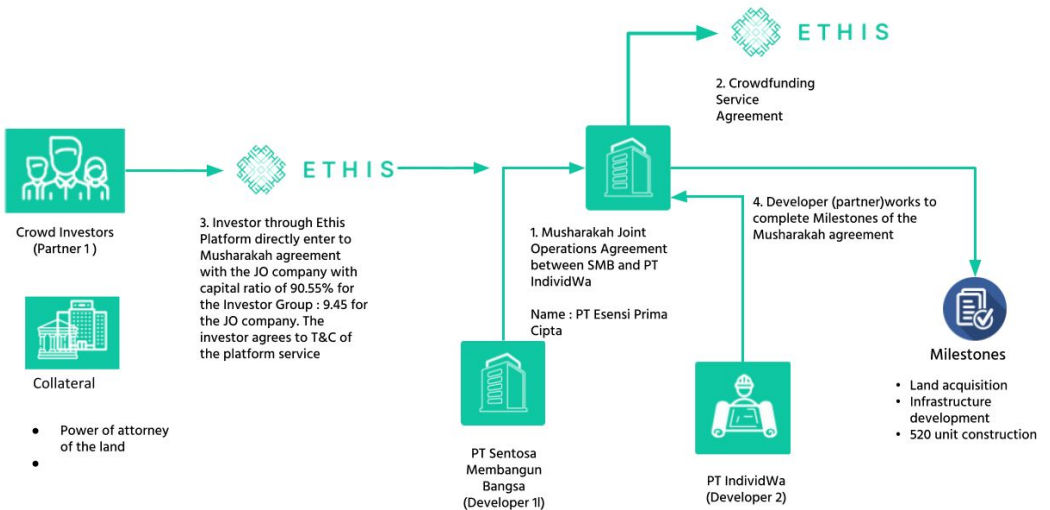 ETHIS
2. Crowdfunding
Service
Agreement
ETHIS
Crowd Investors
(Partner 1 )
3. Investor through Ethis
Platform directly enter to
Musharakah agreement
with the JO company with
capital ratio of 90.55% for
the Investor Group : 9.45 for
the JO company. The
investor agrees to T&C of
the platform service
1. Musharakah Joint
Operations Agreement
between SMB and PT
IndividWa
Name : PT Esensi Prima
Cipta
4. Developer (partner)works to
complete Milestones of the
Musharakah agreement
Collateral
• Power of attorney
of the land
•
PT Sentosa
Membangun
Bangsa
(Developer 1l)
PT IndividWa
(Developer 2)
Milestones
• Land acquisition
• Infrastructure
development
• 520 unit construction